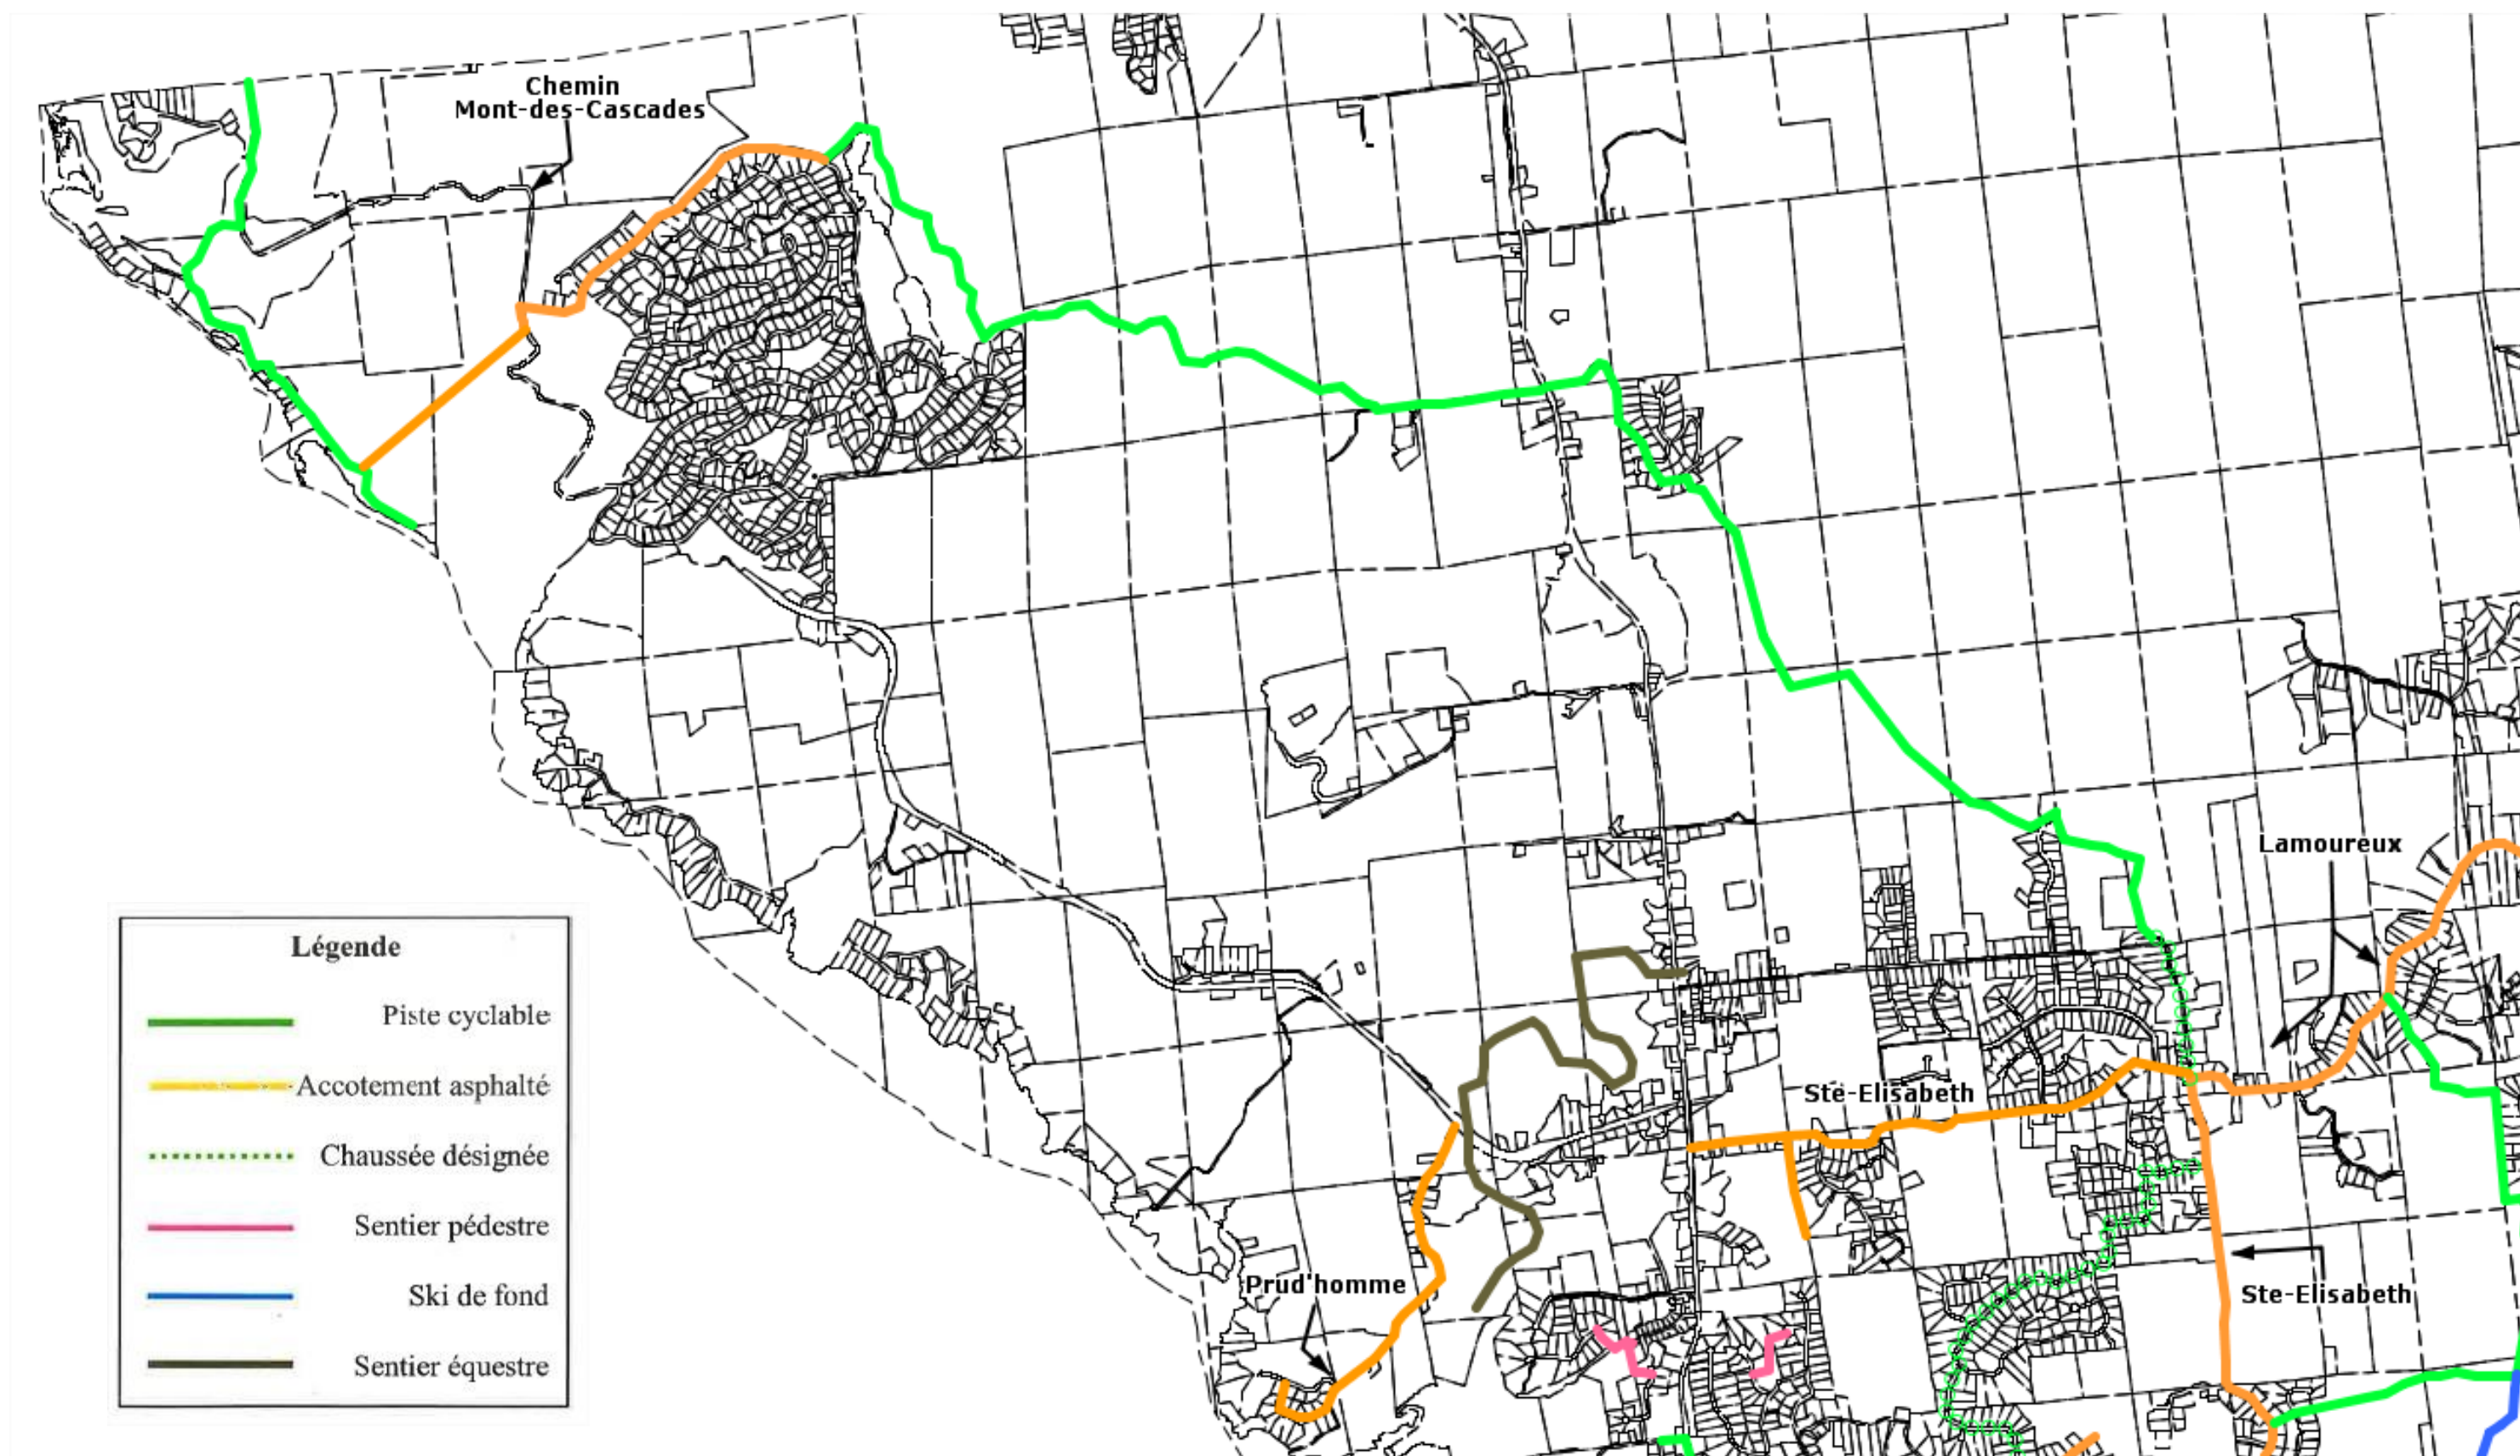 Chemin
Mont-des-Cascades
Lamoureux
Ste-Elisabeth
Prud'homme
Ste-Elisabeth
Légende
Piste cyclable
Accotement asphalté
Chaussée désignée
Sentier pédestre
Ski de fond
Sentier équestre